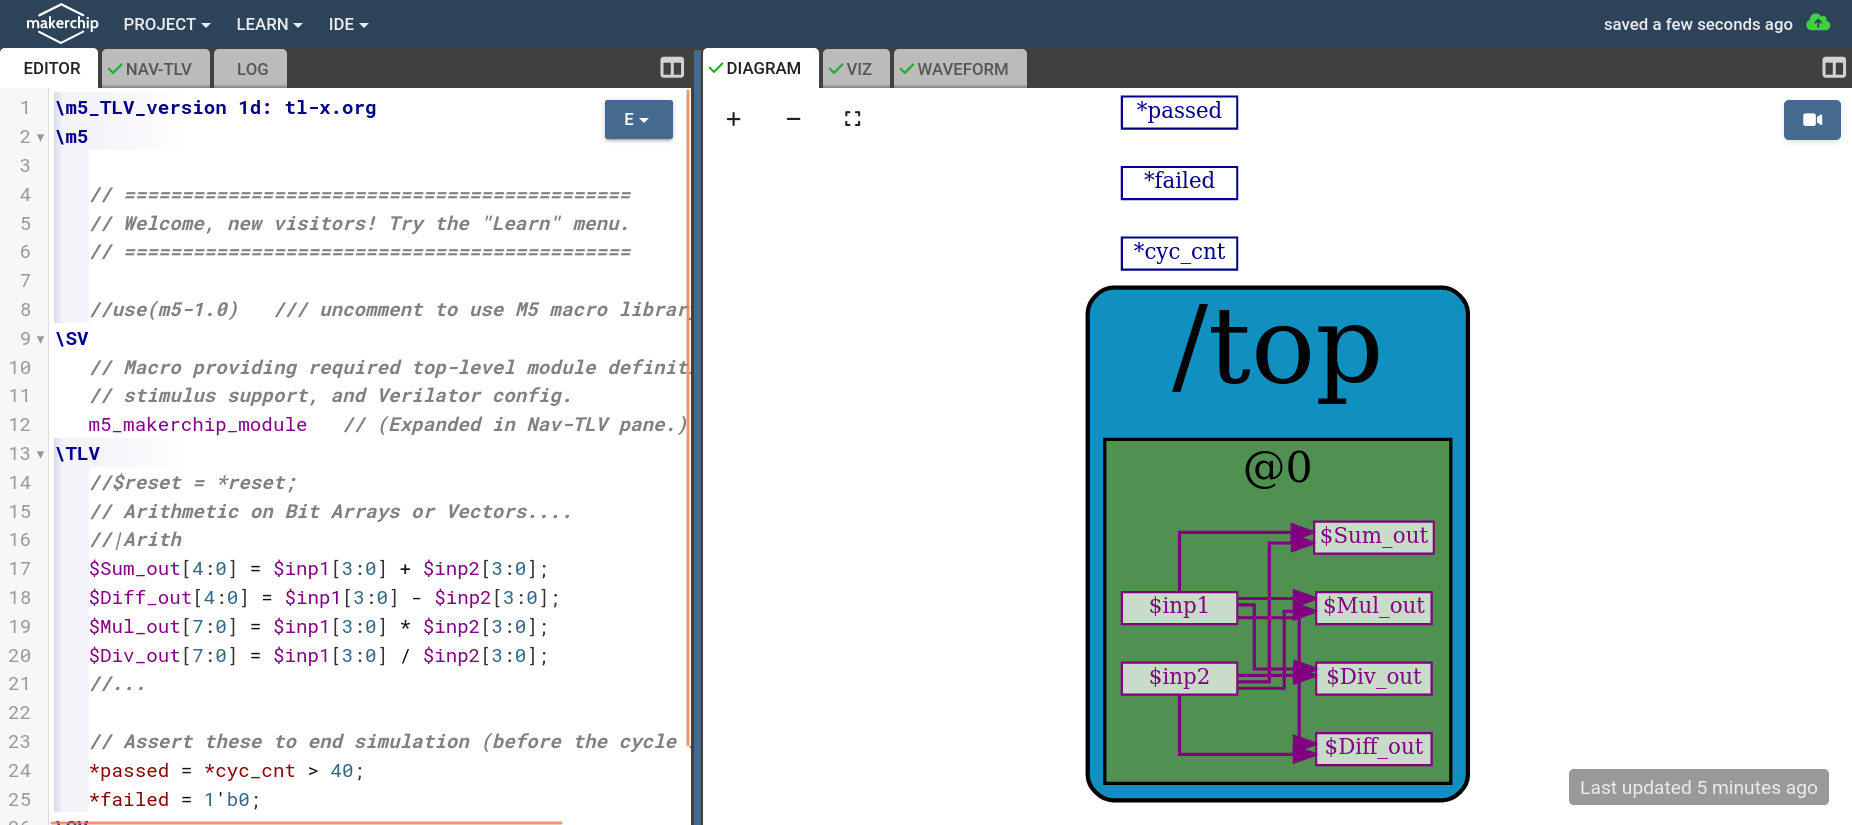 makerchip PROJECT LEARN IDE saved a few seconds ago
EDITOR NAV-TLV LOG DIAGRAM VIZ WAVEFORM
E
1 \m5_TLV_version 1d: tl-x.org
2 \m5
3
4 // ============================================
5 // Welcome, new visitors! Try the "Learn" menu.
6 // ============================================
7
8 //use(m5-1.0)   /// uncomment to use M5 macro librar
9 \SV
10 // Macro providing required top-level module definit
11 // stimulus support, and Verilator config.
12 m5_makerchip_module   // (Expanded in Nav-TLV pane.)
13 \TLV
14 //$reset = *reset;
15 // Arithmetic on Bit Arrays or Vectors....
16 //|Arith
17 $Sum_out[4:0] = $inp1[3:0] + $inp2[3:0];
18 $Diff_out[4:0] = $inp1[3:0] - $inp2[3:0];
19 $Mul_out[7:0] = $inp1[3:0] * $inp2[3:0];
20 $Div_out[7:0] = $inp1[3:0] / $inp2[3:0];
21 //...
22
23 // Assert these to end simulation (before the cycle
24 *passed = *cyc_cnt > 40;
25 *failed = 1'b0;
*passed
*failed
*cyc_cnt
/top
@0
$Sum_out
$inp1 $Mul_out
$inp2 $Div_out
$Diff_out
Last updated 5 minutes ago